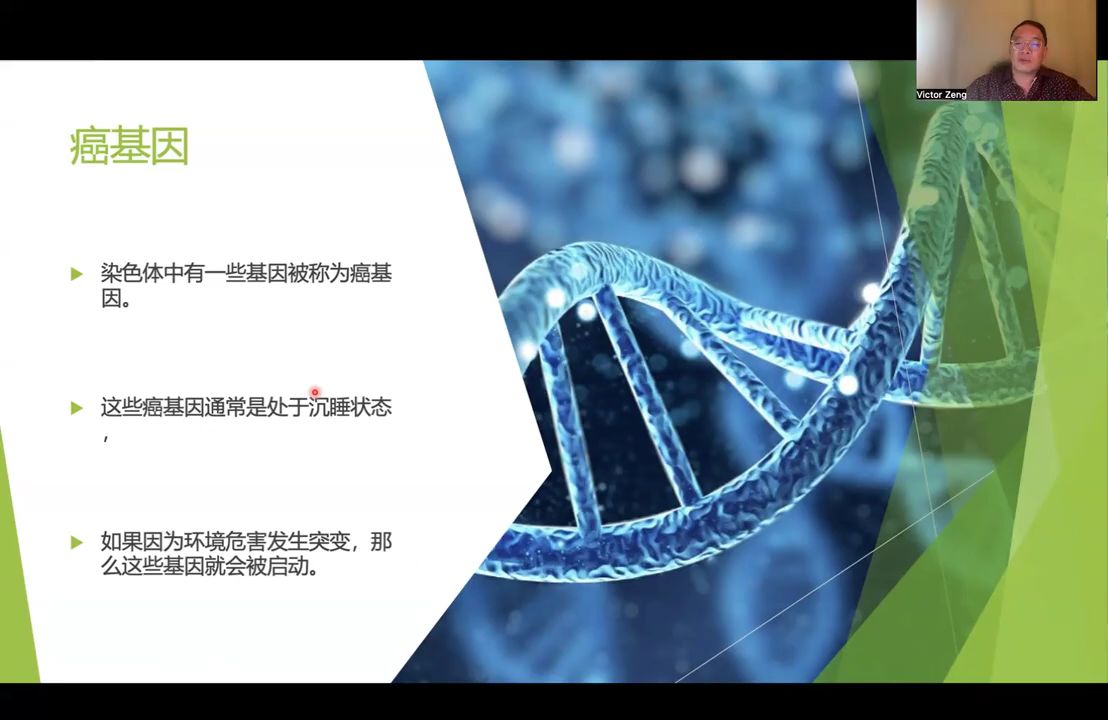 Victor Zeng
癌基因
染色体中有一些基因被称为癌基
因。
这些癌基因通常是处于沉睡状态
，
如果因为环境危害发生突变，那
么这些基因就会被启动。